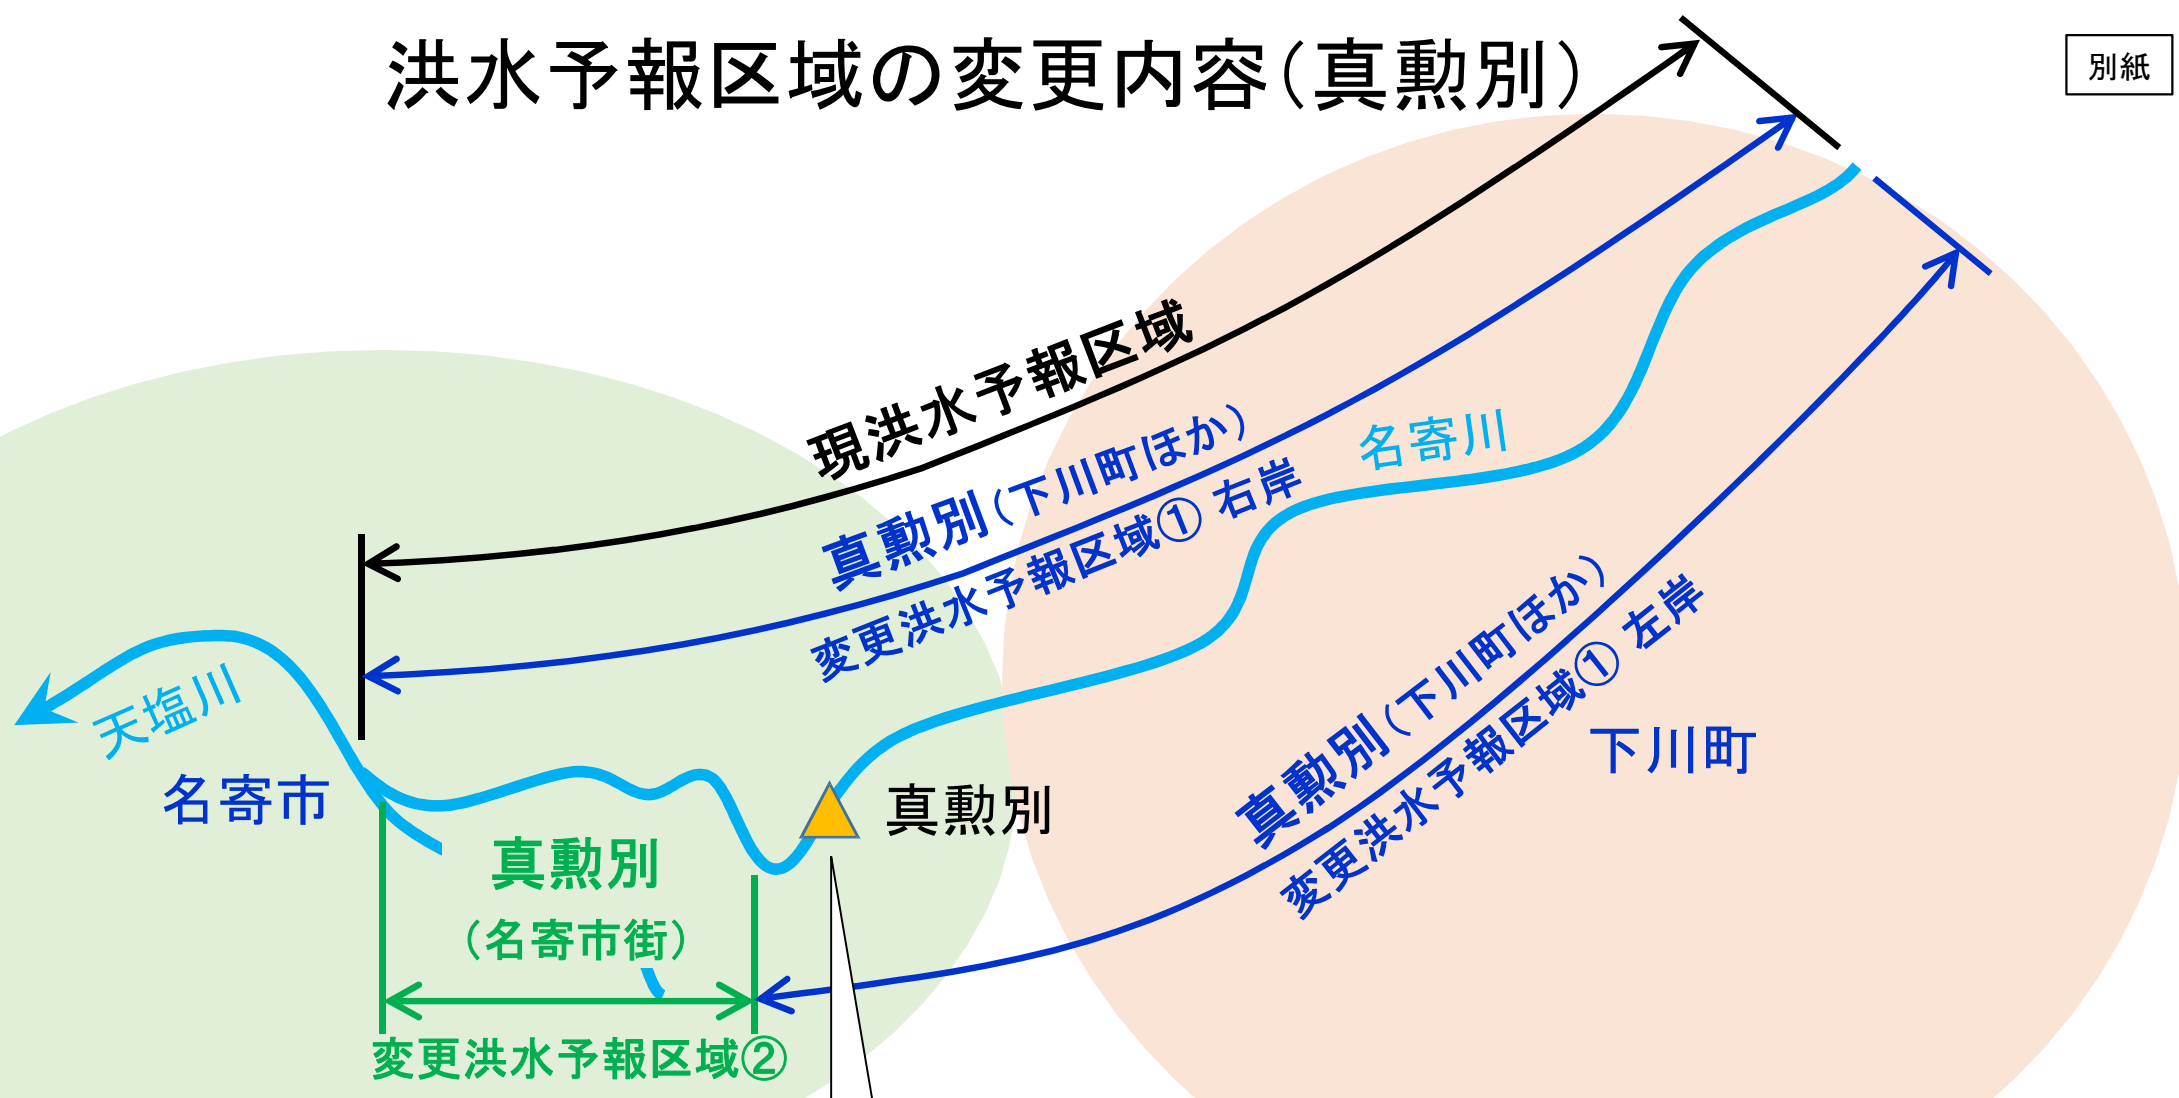 洪水予報区域の変更内容（真勲別）
別紙
現洪水予報区域
真勲別（下川町ほか）
変更洪水予報区域① 右岸
名寄川
真勲別（下川町ほか）
変更洪水予報区域① 左岸
天塩川
名寄市
下川町
真勲別
真勲別
（名寄市街）
変更洪水予報区域②